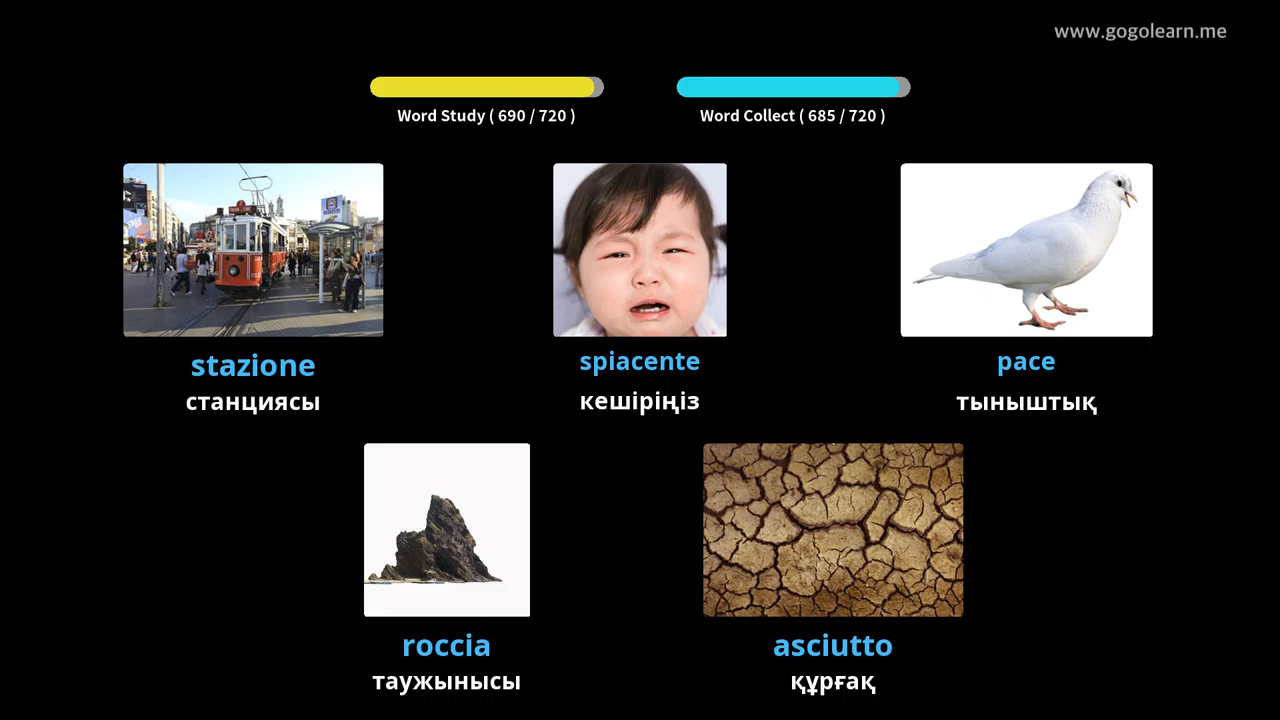 www.gogolearn.me
Word Study ( 690 / 720 )
Word Collect ( 685 / 720 )
stazione
станциясы
spiacente
кешіріңіз
pace
тыныштық
roccia
таужынысы
asciutto
құрғақ